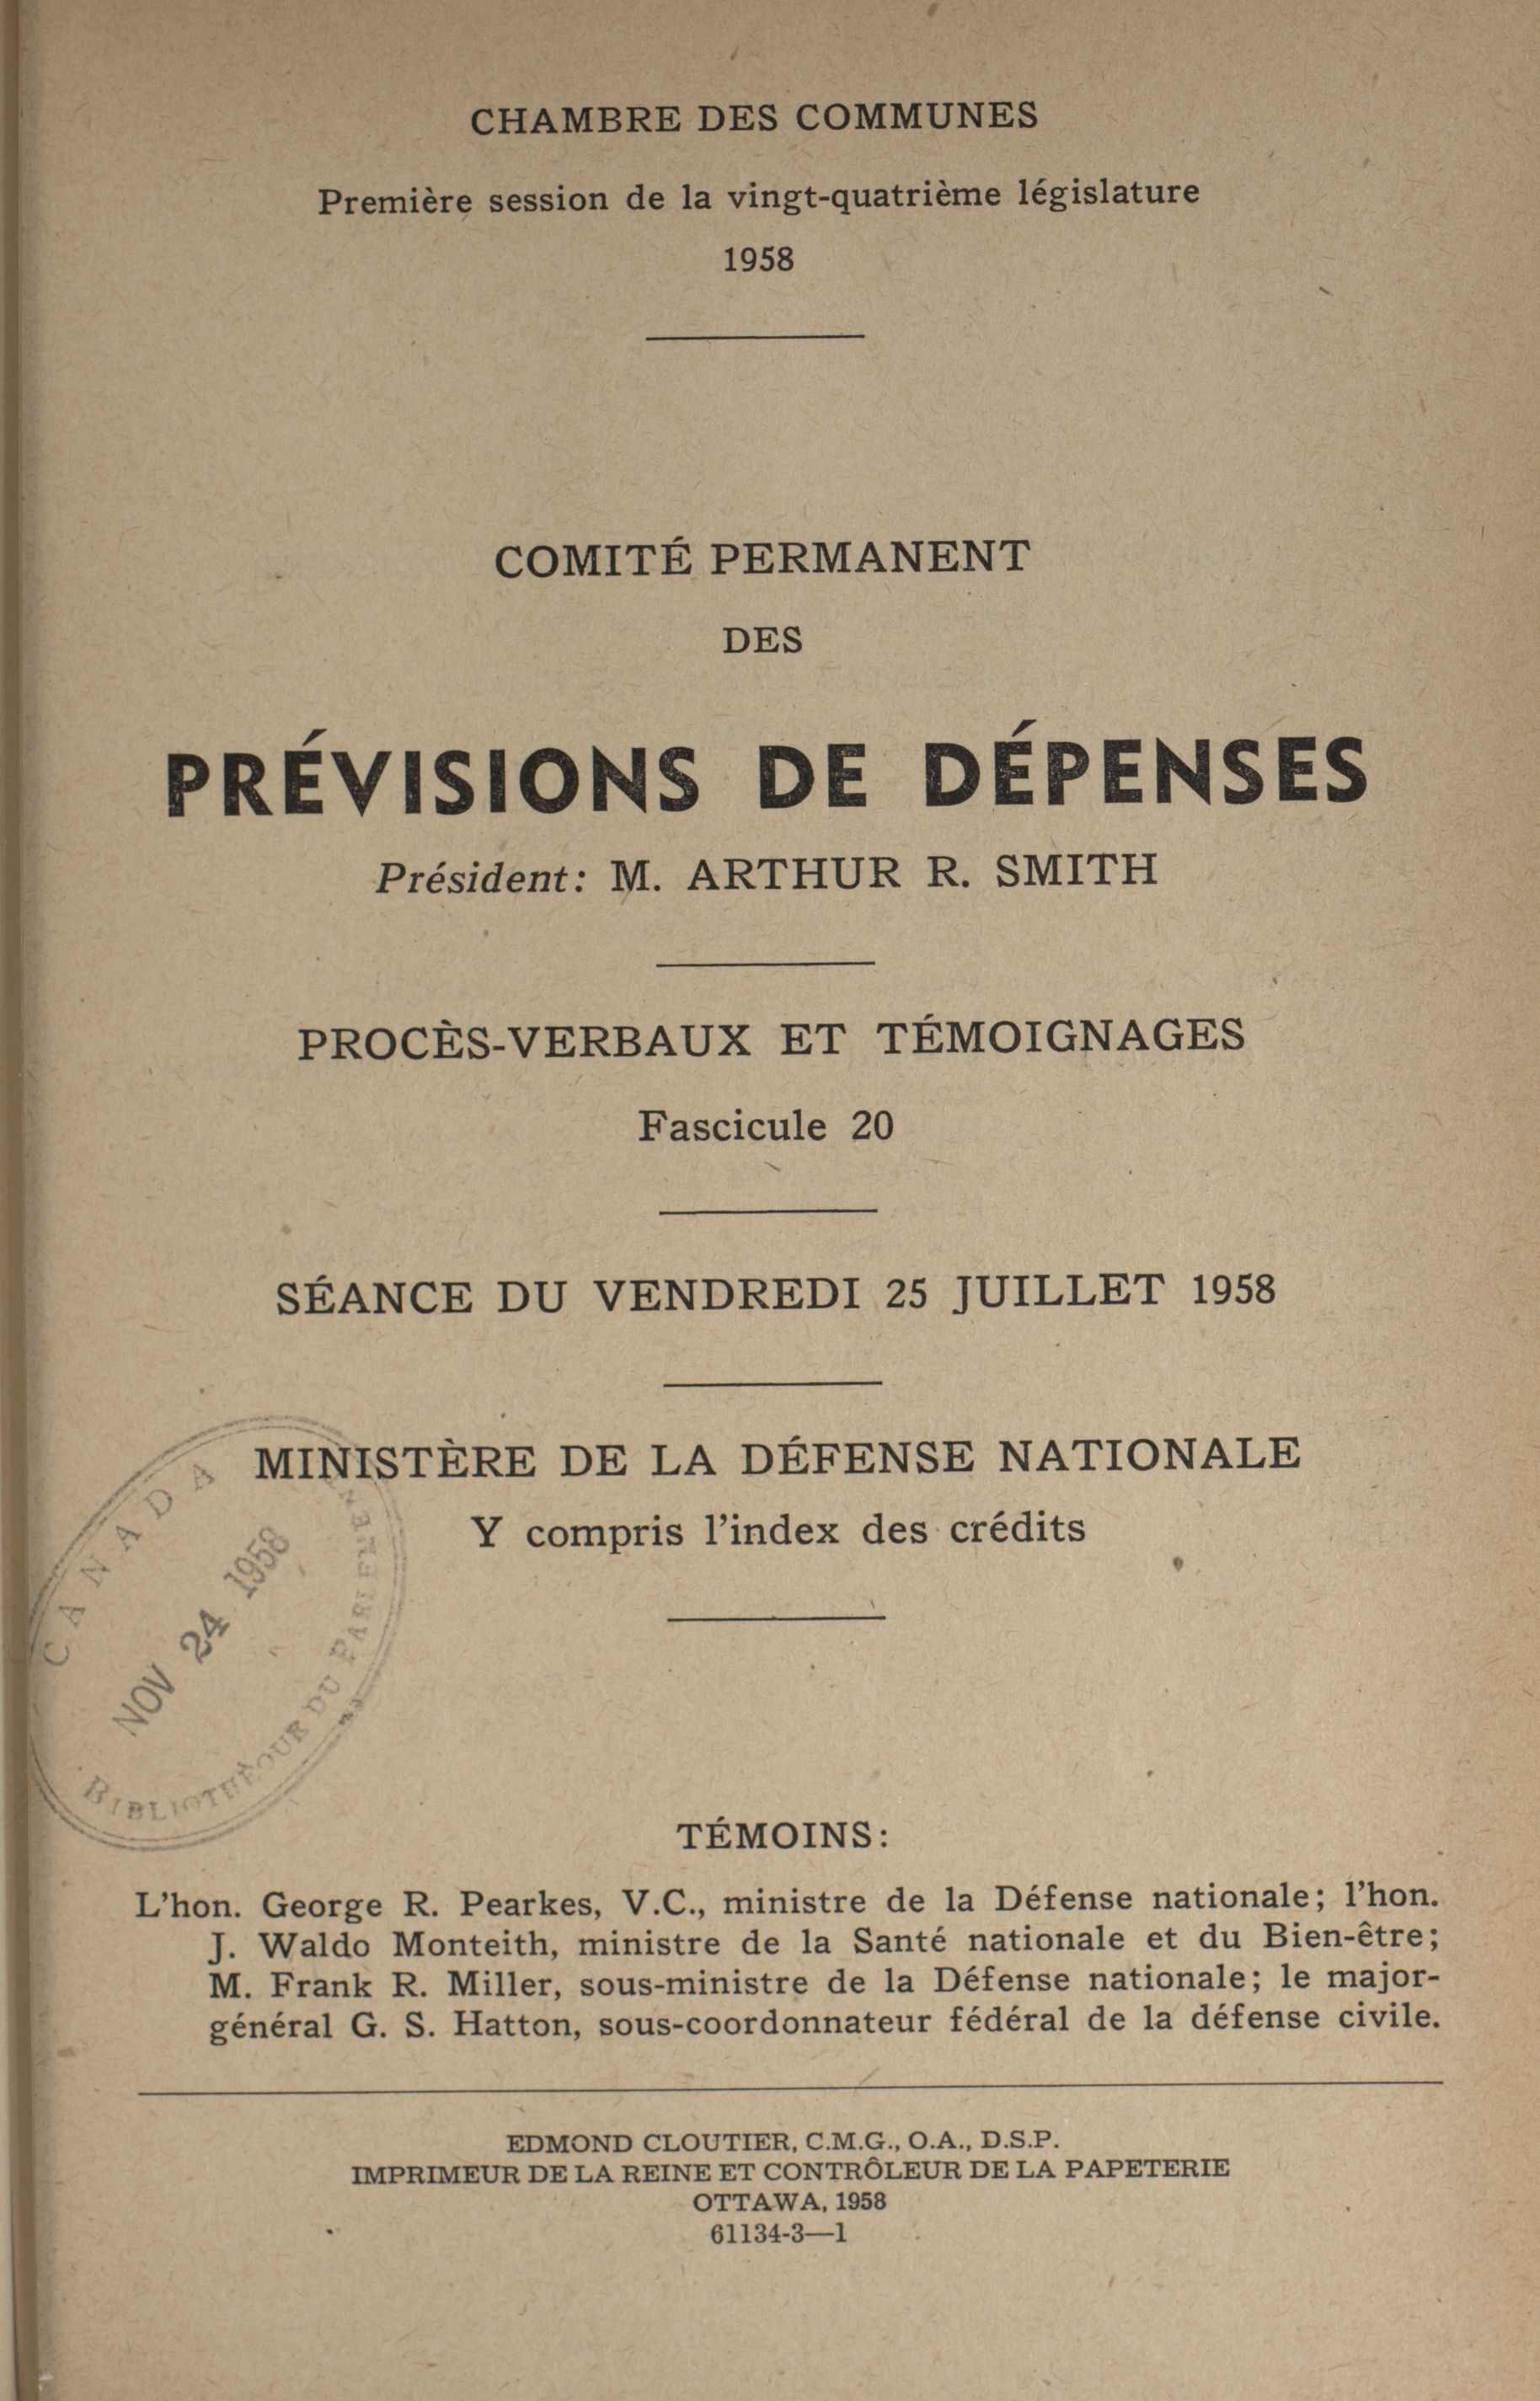 CHAMBRE DES COMMUNES
Première session de la vingt-quatrième législature
1958
COMITÉ PERMANENT
DES
PRÉVISIONS DE DÉPENSES
Président: M. ARTHUR R. SMITH
PROCÈS-VERBAUX ET TÉMOIGNAGES
Fascicule 20
SÉANCE DU VENDREDI 25 JUILLET 1958
MINISTÈRE DE LA DÉFENSE NATIONALE
Y compris l'index des crédits
CANADA
NOV 24 1958
BIBLIOTHÈQUE DU PARLEMENT
TÉMOINS:
L'hon. George R. Pearkes, V.C., ministre de la Défense nationale; l'hon.
J. Waldo Monteith, ministre de la Santé nationale et du Bien-être;
M. Frank R. Miller, sous-ministre de la Défense nationale; le major-
général G. S. Hatton, sous-coordonnateur fédéral de la défense civile.
EDMOND CLOUTIER, C.M.G., O.A., D.S.P.
IMPRIMEUR DE LA REINE ET CONTRÔLEUR DE LA PAPETERIE
OTTAWA, 1958
61134-3—1